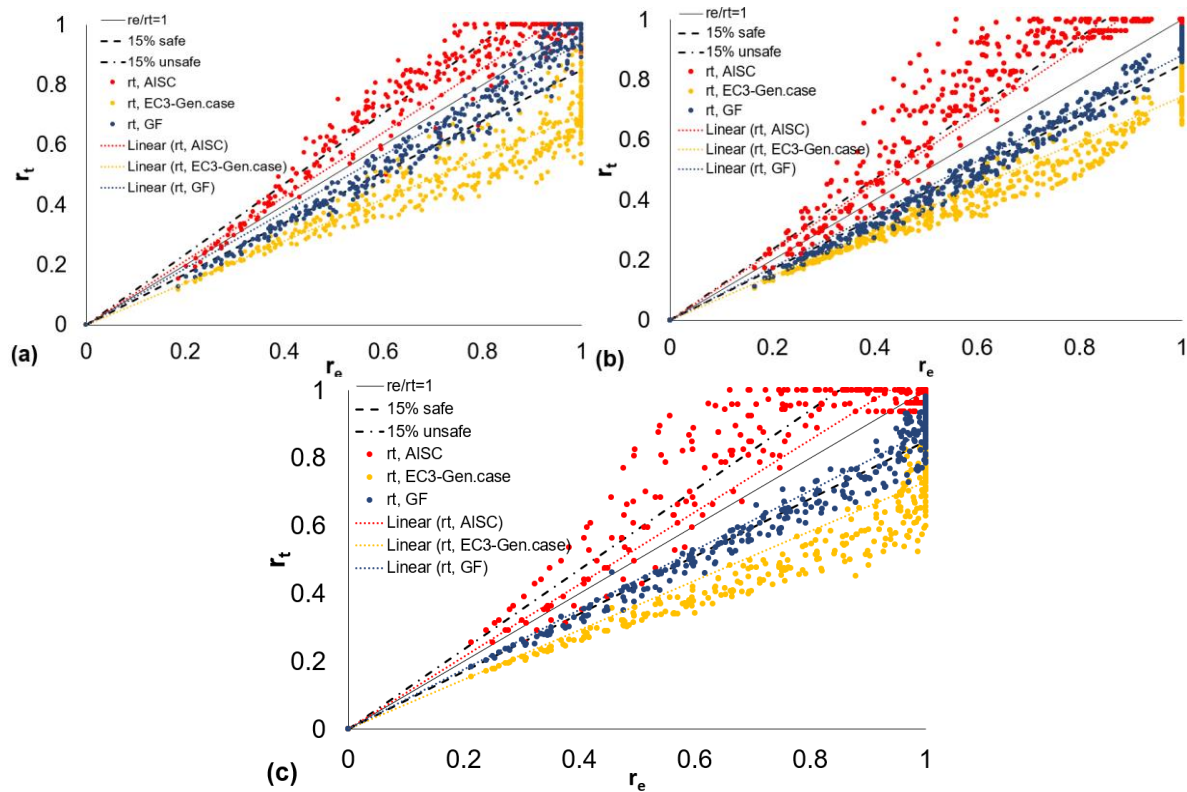 re/rt=1
15% safe
15% unsafe
rt, AISC
rt, EC3-Gen.case
rt, GF
Linear (rt, AISC)
Linear (rt, EC3-Gen.case)
Linear (rt, GF)
1
0.8
0.6
0.4
0.2
0
rt
0 0.2 0.4 0.6 0.8 1
re
(a)
re/rt=1
15% safe
15% unsafe
rt, AISC
rt, EC3-Gen.case
rt, GF
Linear (rt, AISC)
Linear (rt, EC3-Gen.case)
Linear (rt, GF)
1
0.8
0.6
0.4
0.2
0
rt
0 0.2 0.4 0.6 0.8 1
re
(b)
re/rt=1
15% safe
15% unsafe
rt, AISC
rt, EC3-Gen.case
rt, GF
Linear (rt, AISC)
Linear (rt, EC3-Gen.case)
Linear (rt, GF)
1
0.8
0.6
0.4
0.2
0
rt
0 0.2 0.4 0.6 0.8 1
re
(c)